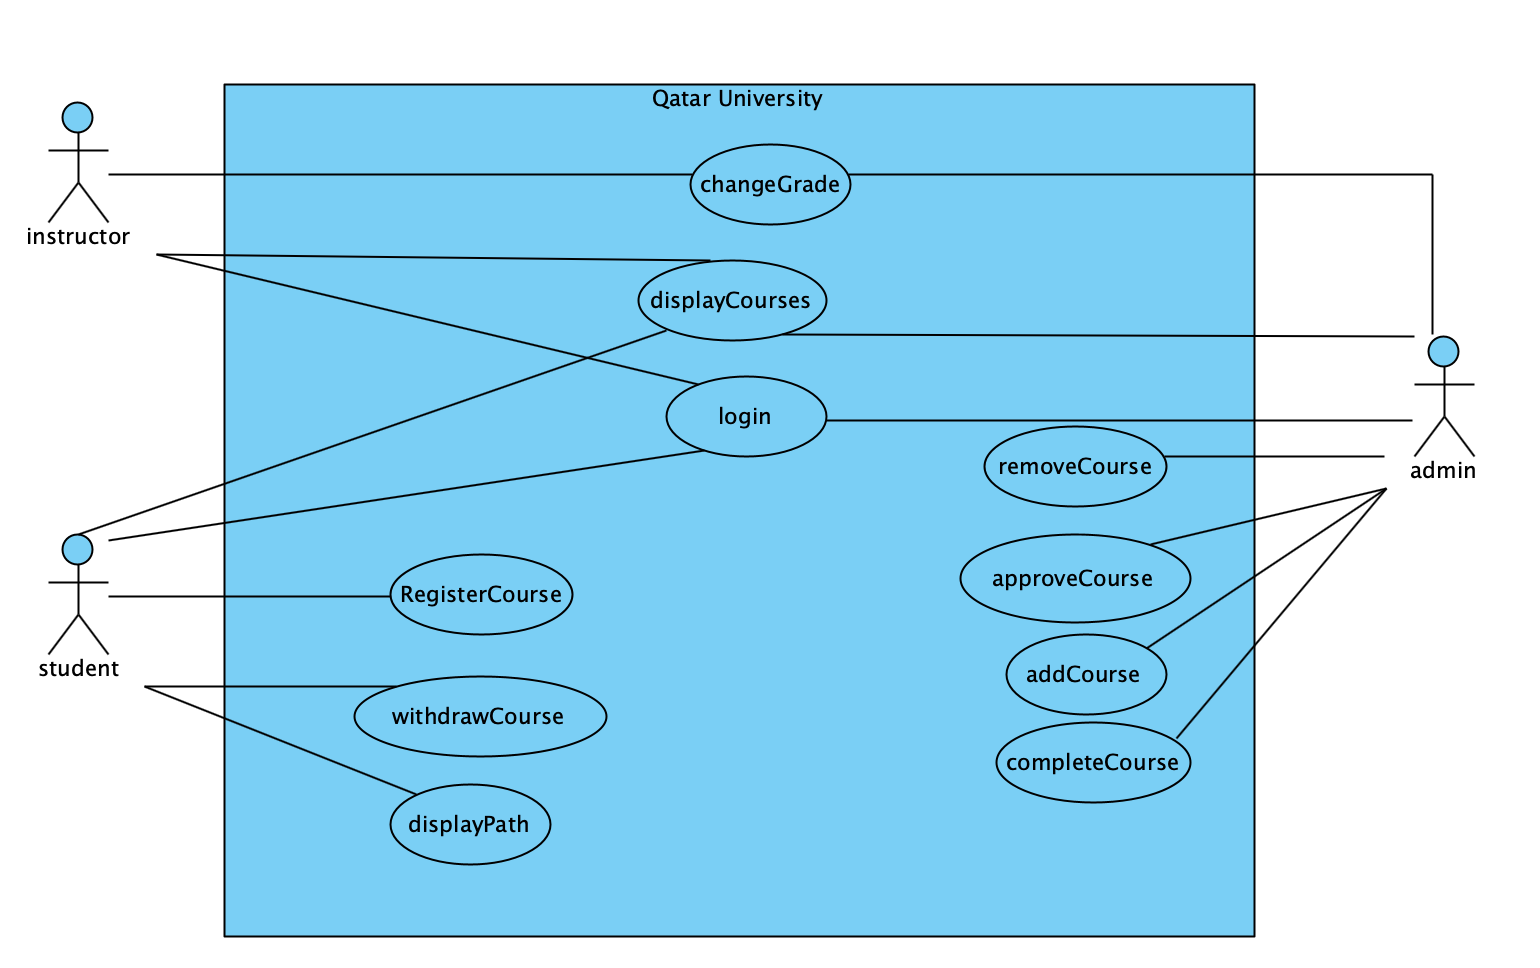 Qatar University
changeGrade
instructor
displayCourses
login
removeCourse
admin
approveCourse
RegisterCourse
student
addCourse
withdrawCourse
completeCourse
displayPath